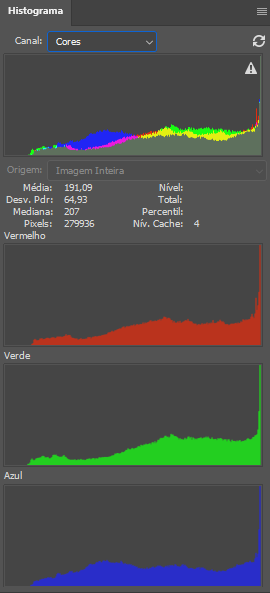 Histograma
Canal: Cores
Origem: Imagem Inteira
Média: 191,09 Nível:
Desv. Pdr: 64,93 Total:
Mediana: 207 Percentil:
Pixels: 279936 Nív. Cache: 4
Vermelho
Verde
Azul